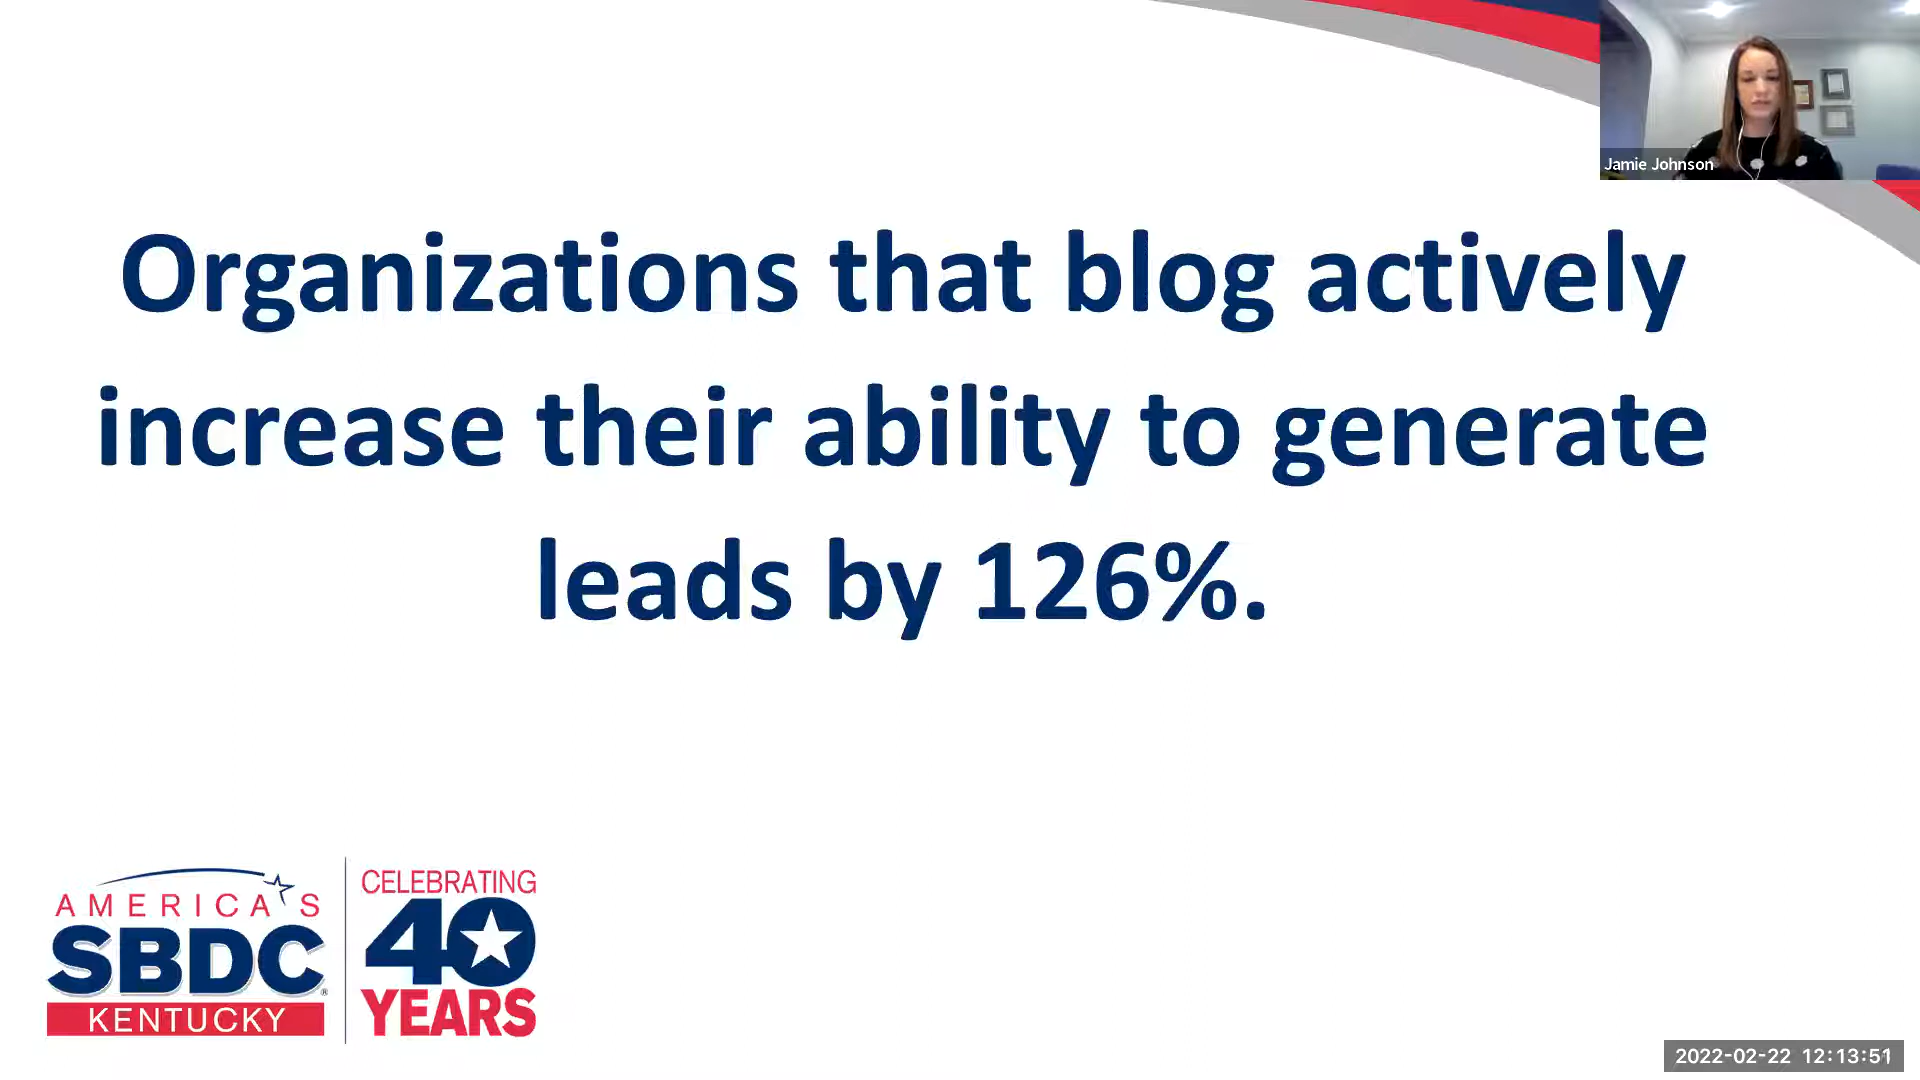 Jamie Johnson
Organizations that blog actively
increase their ability to generate
leads by 126%.
AMERICA'S
SBDC®
KENTUCKY
CELEBRATING
40
YEARS
2022-02-22 12:13:51